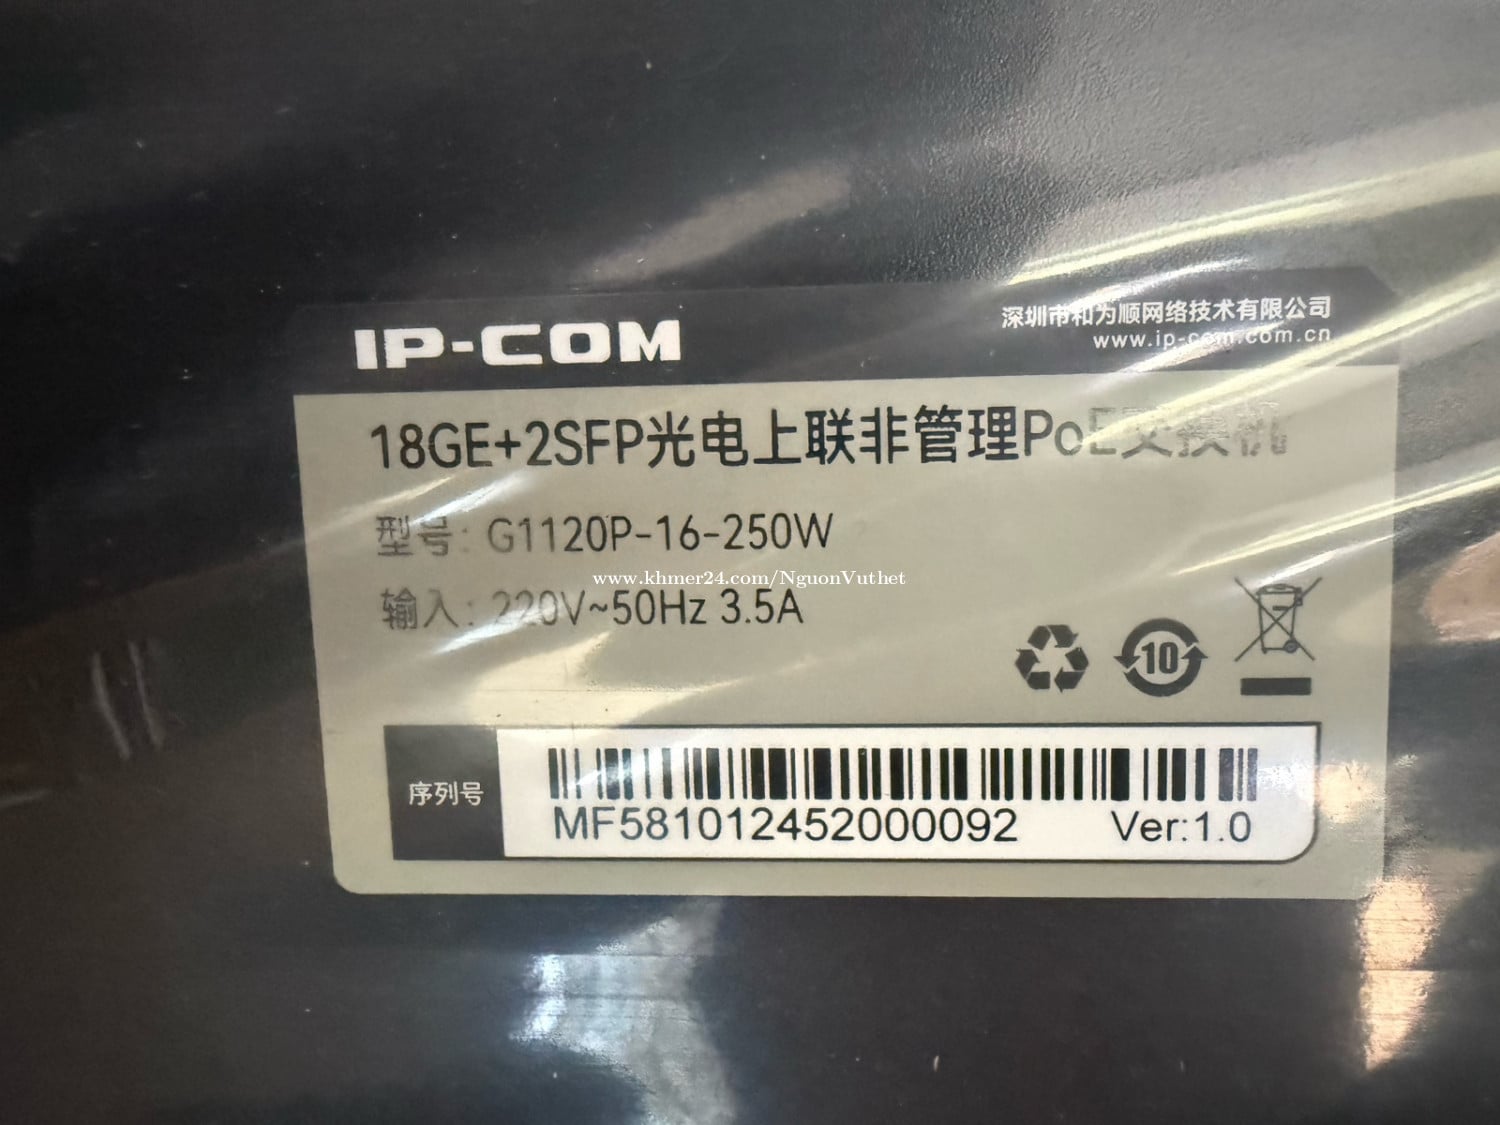 IP-COM
深圳市和为顺网络技术有限公司
www.ip-com.com.cn
18GE+2SFP光电上联非管理PoE交换机
型号: G1120P-16-250W
www.khmer24.com/NguonVuthet
输入: 220V~50Hz 3.5A
10
序列号
MF581012452000092 Ver:1.0